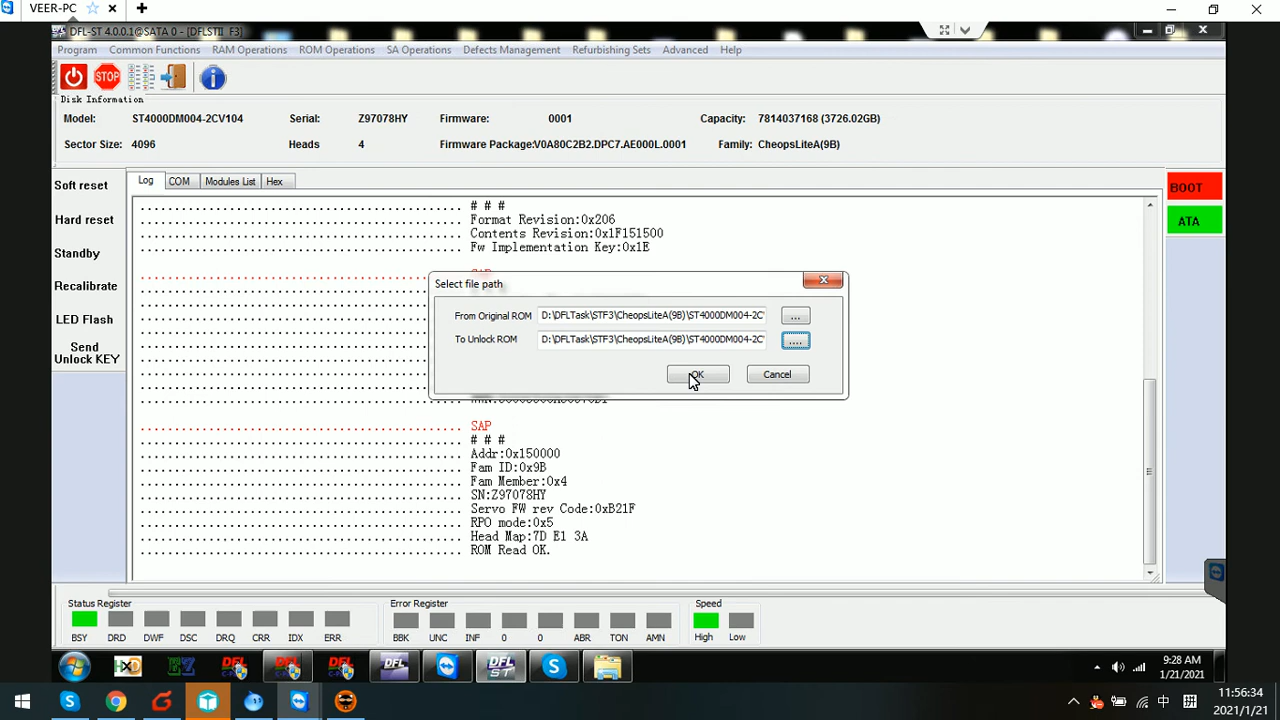 VEER-PC
DFL-ST 4.0.0.1@SATA 0 - [DFLSTII F3]
Program Common Functions RAM Operations ROM Operations SA Operations Defects Management Refurbishing Sets Advanced Help
STOP
Disk Information
Model: ST4000DM004-2CV104 Serial: Z97078HY Firmware: 0001 Capacity: 7814037168 (3726.02GB)
Sector Size: 4096 Heads 4 Firmware Package:V0A80C2B2.DPC7.AE000L.0001 Family: CheopsLiteA(9B)
Log COM Modules List Hex
Soft reset
Hard reset
Standby
Recalibrate
LED Flash
Send
Unlock KEY
# # #
Format Revision:0x206
Contents Revision:0x1F151500
Fw Implementation Key:0x1E
Select file path
From Original ROM D:\DFLTask\STF3\CheopsLiteA(9B)\ST4000DM004-2C ...
To Unlock ROM D:\DFLTask\STF3\CheopsLiteA(9B)\ST4000DM004-2C ....
OK Cancel
SAP
# # #
Addr:0x150000
Fam ID:0x9B
Fam Member:0x4
SN:Z97078HY
Servo FW rev Code:0xB21F
RPO mode:0x5
Head Map:7D E1 3A
ROM Read OK.
BOOT
ATA
Status Register Error Register Speed
BSY DRD DWF DSC DRQ CRR IDX ERR BBK UNC INF 0 0 ABR TON AMN High Low
DFL
ST
9:28 AM
1/21/2021
中 拼
11:56:34
2021/1/21